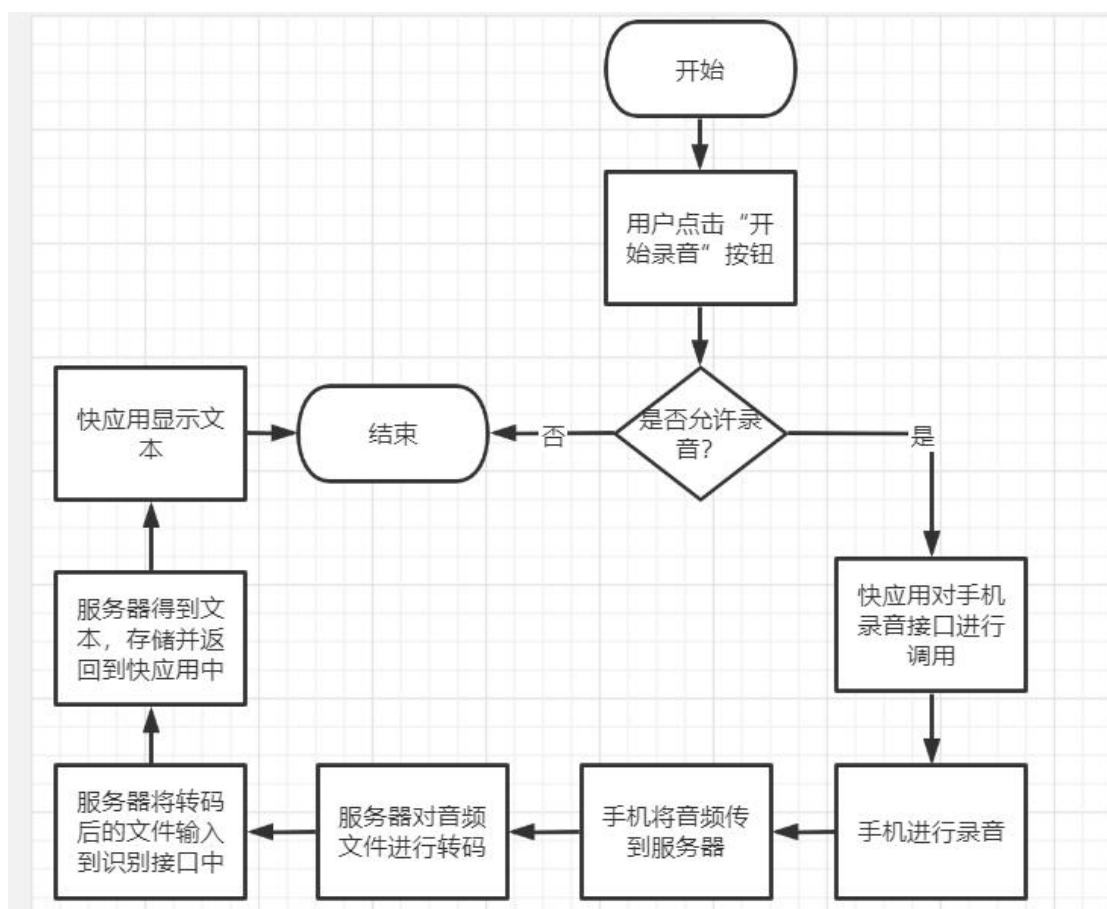 开始
用户点击“开
始录音”按钮
是否允许录
音？
否
是
结束
快应用对手机
录音接口进行
调用
手机进行录音
手机将音频传
到服务器
服务器对音频
文件进行转码
服务器将转码
后的文件输入
到识别接口中
服务器得到文
本，存储并返
回到快应用中
快应用显示文
本